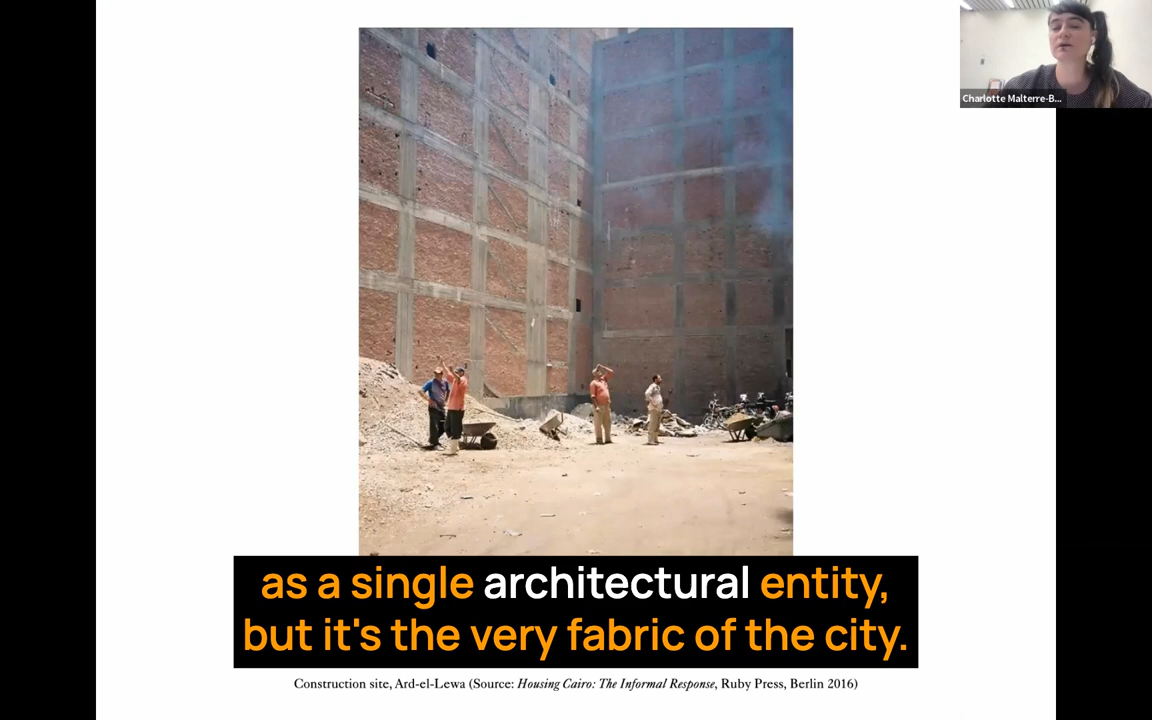 Charlotte Malterre-B...
as a single architectural entity,
but it's the very fabric of the city.
Construction site, Ard-el-Lewa (Source: Housing Cairo: The Informal Response, Ruby Press, Berlin 2016)